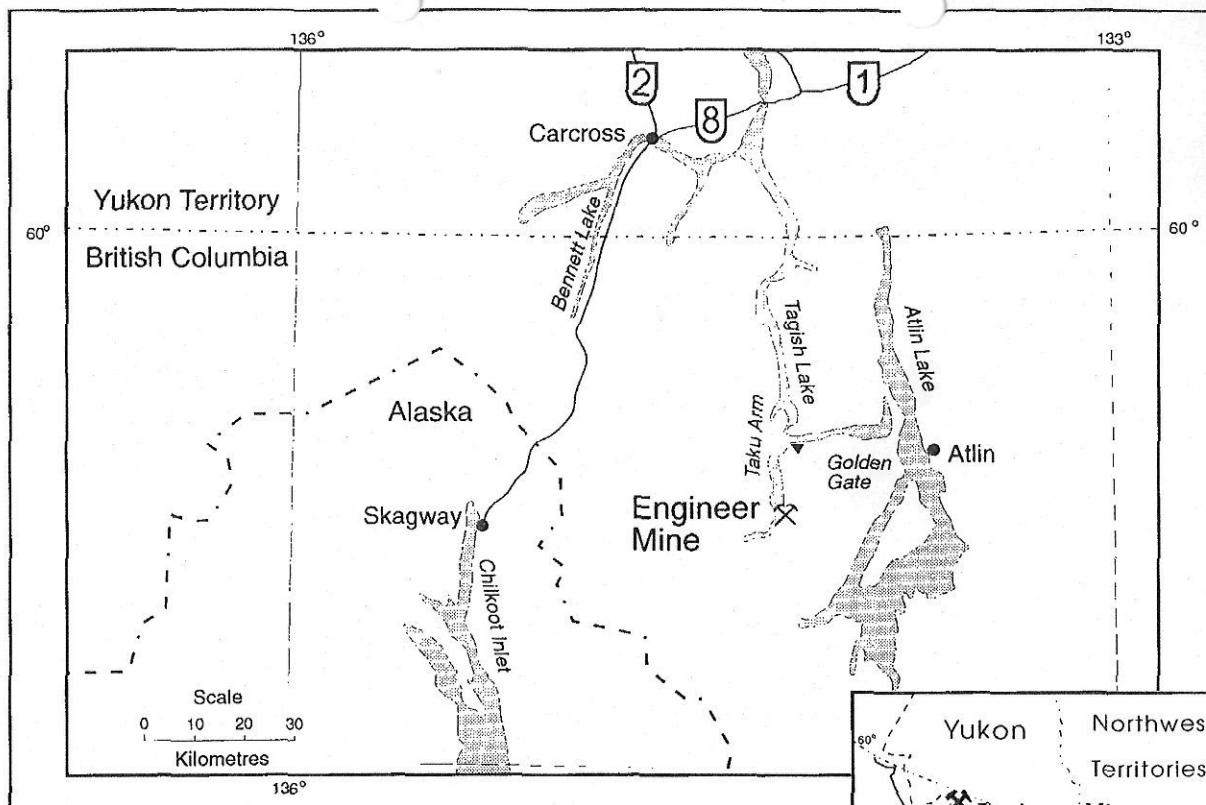 136°
133°
2
1
8
Carcross
Yukon Territory
60°
60°
British Columbia
Bennett Lake
Tagish Lake
Atlin Lake
Alaska
Taku Arm
Golden
Gate
Atlin
Skagway
Engineer
Mine
Chilkoot Inlet
Scale
0 10 20 30
Kilometres
136°
Yukon
Northwes
60°
Territories